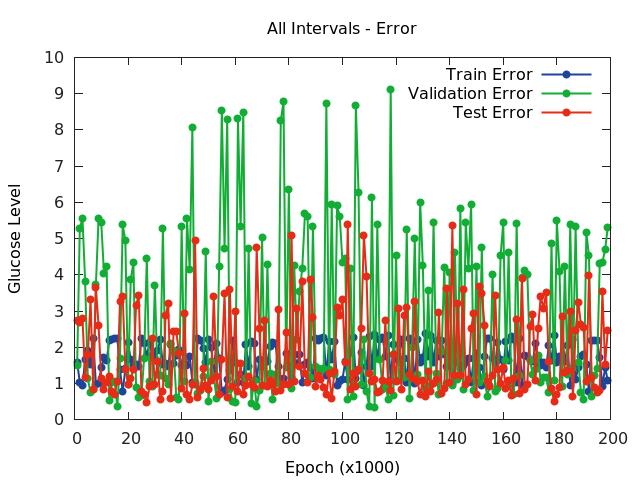 All Intervals - Error
Train Error
Validation Error
Test Error
Glucose Level
10
9
8
7
6
5
4
3
2
1
0
0 20 40 60 80 100 120 140 160 180 200
Epoch (x1000)